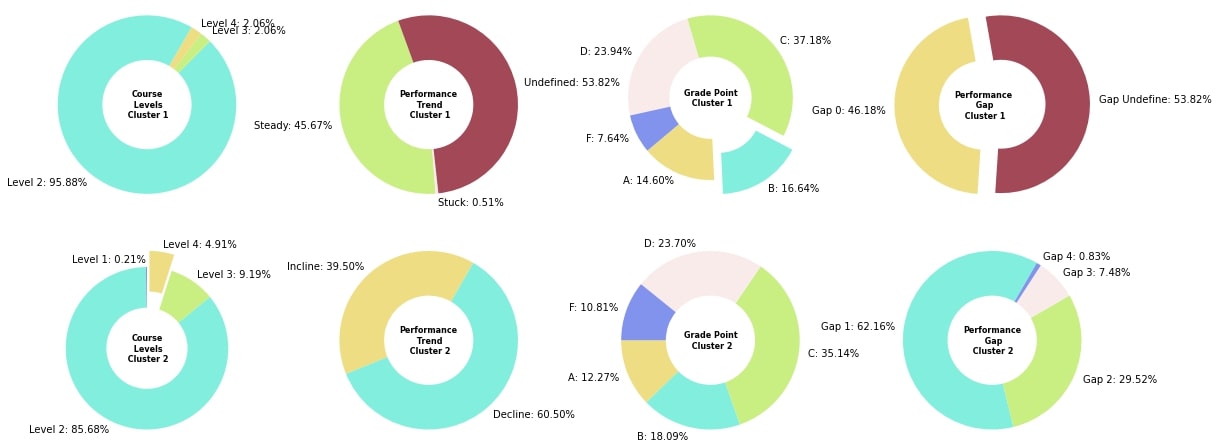 Level 4: 2.06%
Level 3: 2.06%
Course
Levels
Cluster 1
Level 2: 95.88%
Undefined: 53.82%
Performance
Trend
Cluster 1
Steady: 45.67%
Stuck: 0.51%
C: 37.18%
D: 23.94%
Grade Point
Cluster 1
F: 7.64%
A: 14.60%
B: 16.64%
Gap Undefine: 53.82%
Gap 0: 46.18%
Performance
Gap
Cluster 1
Level 4: 4.91%
Level 1: 0.21%
Level 3: 9.19%
Course
Levels
Cluster 2
Level 2: 85.68%
Incline: 39.50%
Performance
Trend
Cluster 2
Decline: 60.50%
D: 23.70%
F: 10.81%
Grade Point
Cluster 2
C: 35.14%
A: 12.27%
B: 18.09%
Gap 4: 0.83%
Gap 3: 7.48%
Gap 1: 62.16%
Performance
Gap
Cluster 2
Gap 2: 29.52%